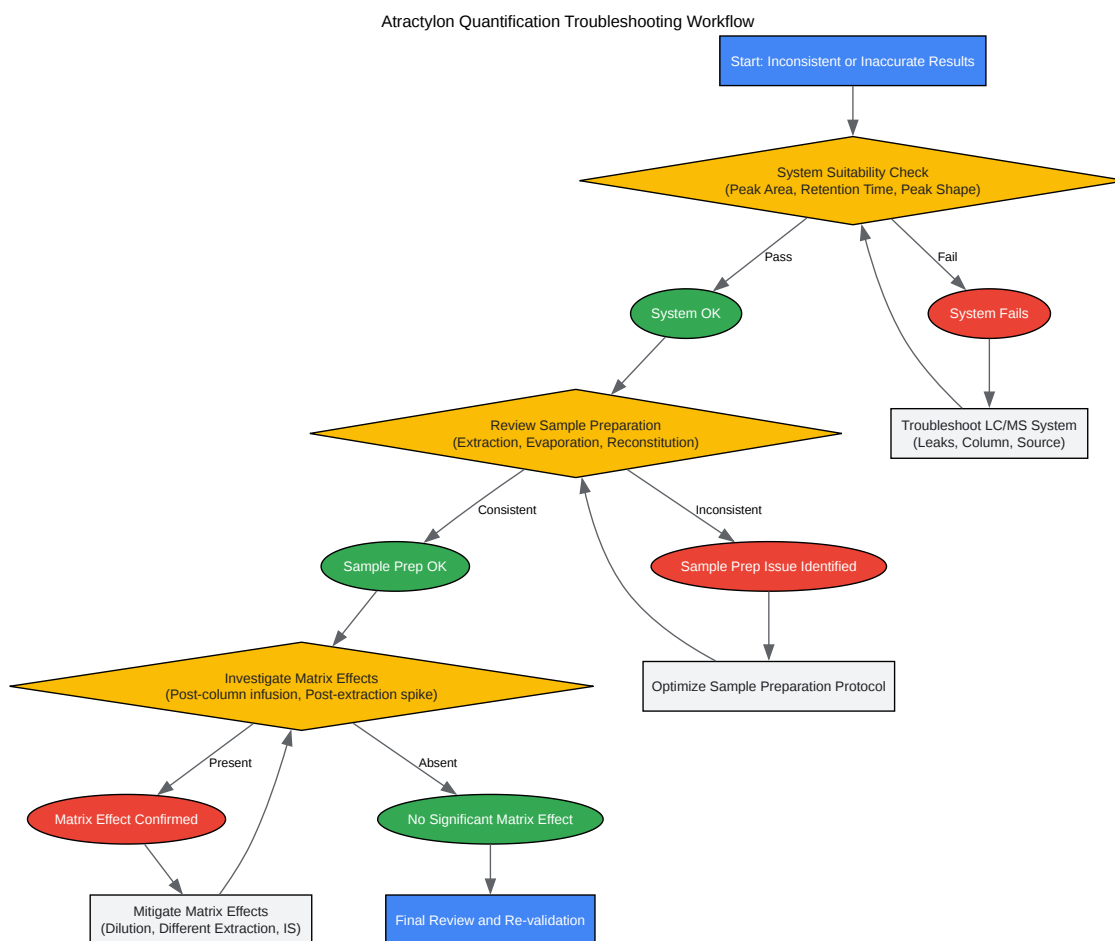 Atractylon Quantification Troubleshooting Workflow
Start: Inconsistent or Inaccurate Results
System Suitability Check
(Peak Area, Retention Time, Peak Shape)
Pass
Fail
System OK
System Fails
Troubleshoot LC/MS System
(Leaks, Column, Source)
Review Sample Preparation
(Extraction, Evaporation, Reconstitution)
Consistent
Inconsistent
Sample Prep OK
Sample Prep Issue Identified
Optimize Sample Preparation Protocol
Investigate Matrix Effects
(Post-column infusion, Post-extraction spike)
Present
Absent
Matrix Effect Confirmed
No Significant Matrix Effect
Mitigate Matrix Effects
(Dilution, Different Extraction, IS)
Final Review and Re-validation